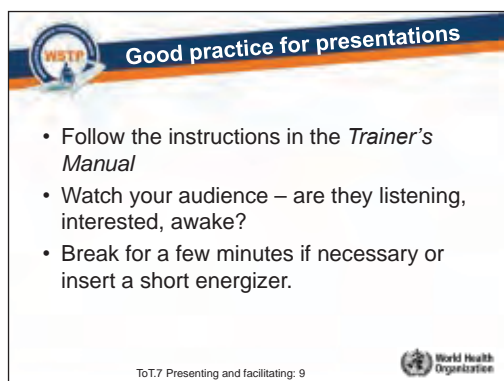 WSTP
Good practice for presentations
• Follow the instructions in the Trainer's
Manual
• Watch your audience – are they listening,
interested, awake?
• Break for a few minutes if necessary or
insert a short energizer.
ToT.7 Presenting and facilitating: 9
World Health
Organization